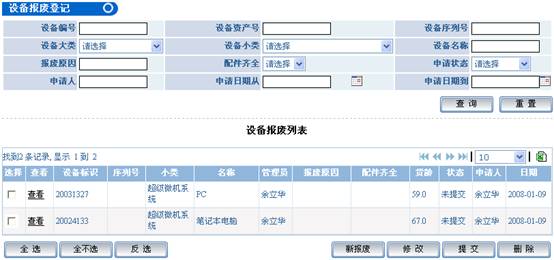 设备报废登记
设备编号 设备资产号 设备序列号
设备大类 请选择 设备小类 请选择 设备名称
报废原因 配件齐全 请选择 申请状态 请选择
申请人 申请日期从 申请日期到
查 询 重 置
设备报废列表
找到2 条记录, 显示 1 到 2 10
选择 查看 设备标识 序列号 小类 名称 管理员 报废原因 配件齐全 货龄 状态 申请人 日期
查看 20031327 超级微机系统 PC 余立华 59.0 未提交 余立华 2008-01-09
查看 20024133 超级微机系统 笔记本电脑 余立华 67.0 未提交 余立华 2008-01-09
全 选 全不选 反 选 新报废 修 改 提 交 删 除